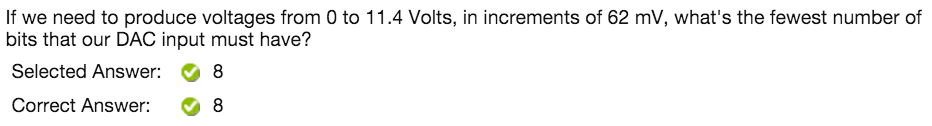 If we need to produce voltages from 0 to 11.4 Volts, in increments of 62 mV, what's the fewest number of
bits that our DAC input must have?
Selected Answer: 8
Correct Answer: 8